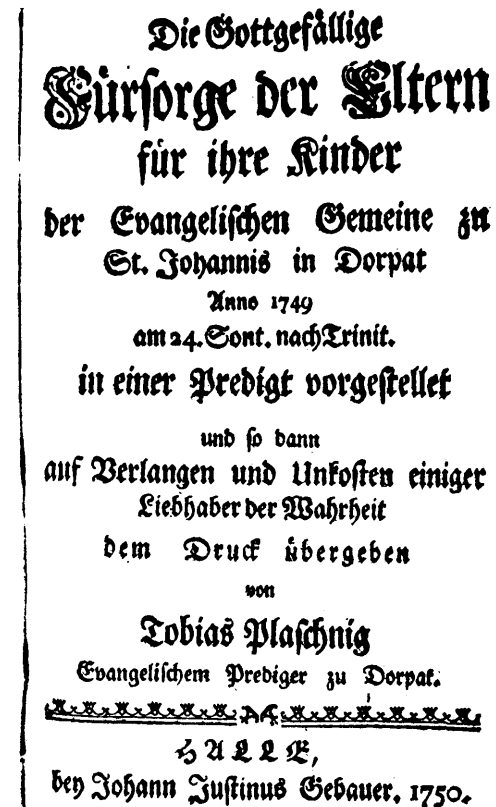 Die Gottgefällige
Fürsorge der Eltern
für ihre Kinder
der Evangelischen Gemeine zu
St. Johannis in Dorpat
Anno 1749
am 24. Sont. nach Trinit.
in einer Predigt vorgestellet
und so dann
auf Verlangen und Unkosten einiger
Liebhaber der Wahrheit
dem Druck übergeben
von
Tobias Plaschnig
Evangelischem Prediger zu Dorpat.
HALLE,
bey Johann Justinus Gebauer, 1750.